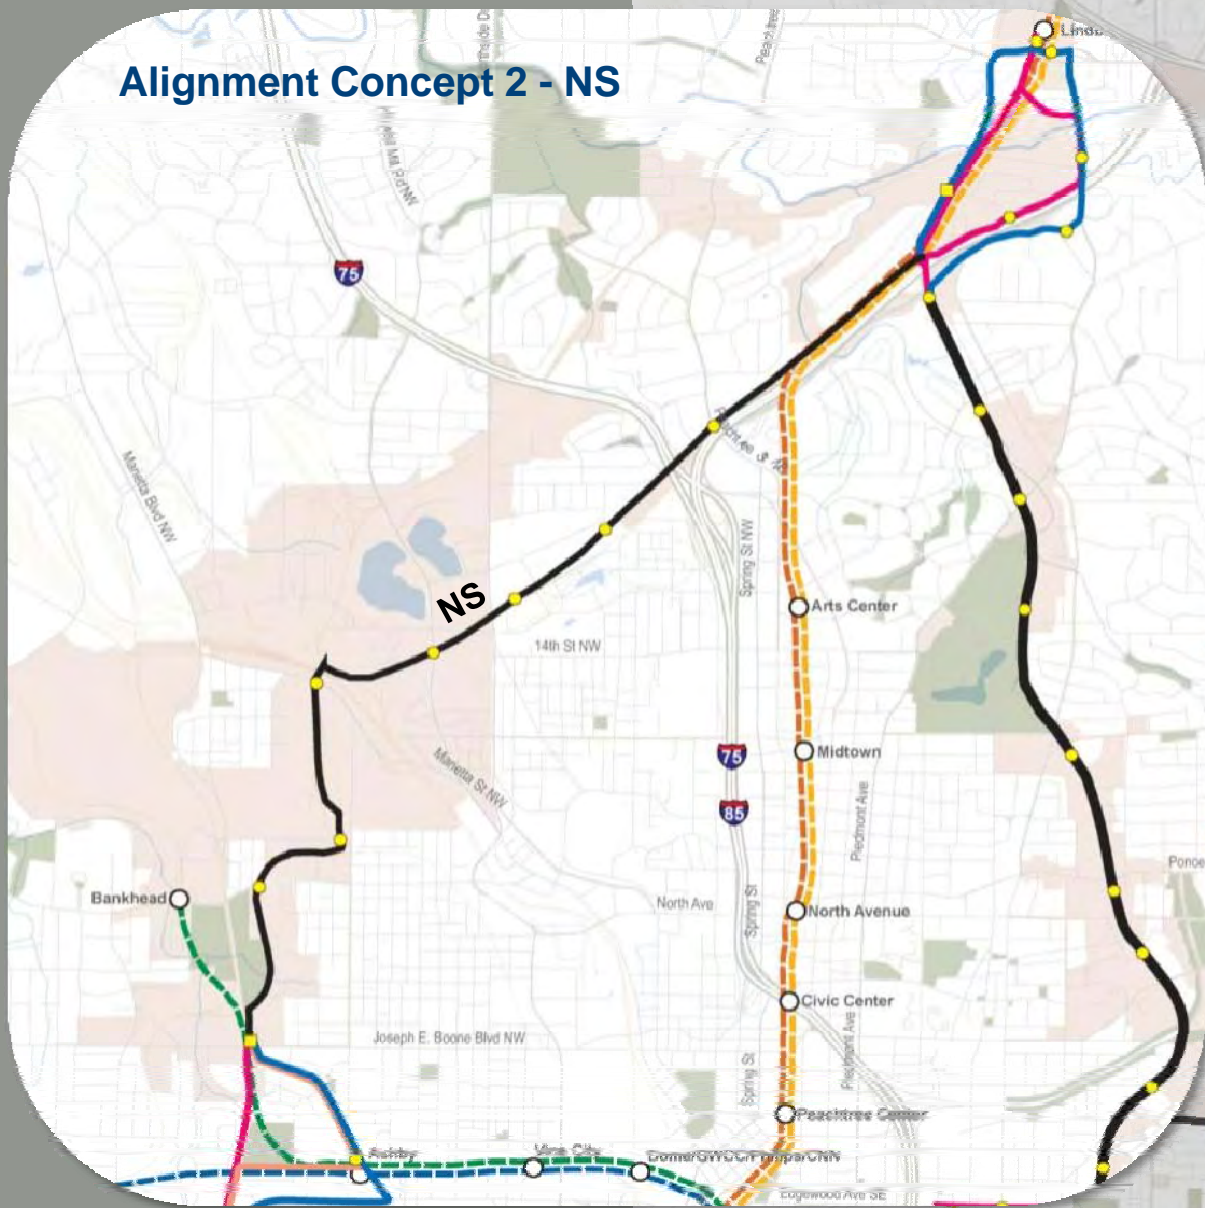 Alignment Concept 2 - NS
75
Marietta Blvd NW
Spring St NW
NS
Arts Center
14th St NW
75
Midtown
Marietta St NW
85
Piedmont Ave
Bankhead
North Ave
Spring St
North Avenue
Civic Center
Joseph E. Boone Blvd NW
Piedmont Ave
Spring St
Peachtree Center
Ashby
Vine City
Edgewood Ave SE